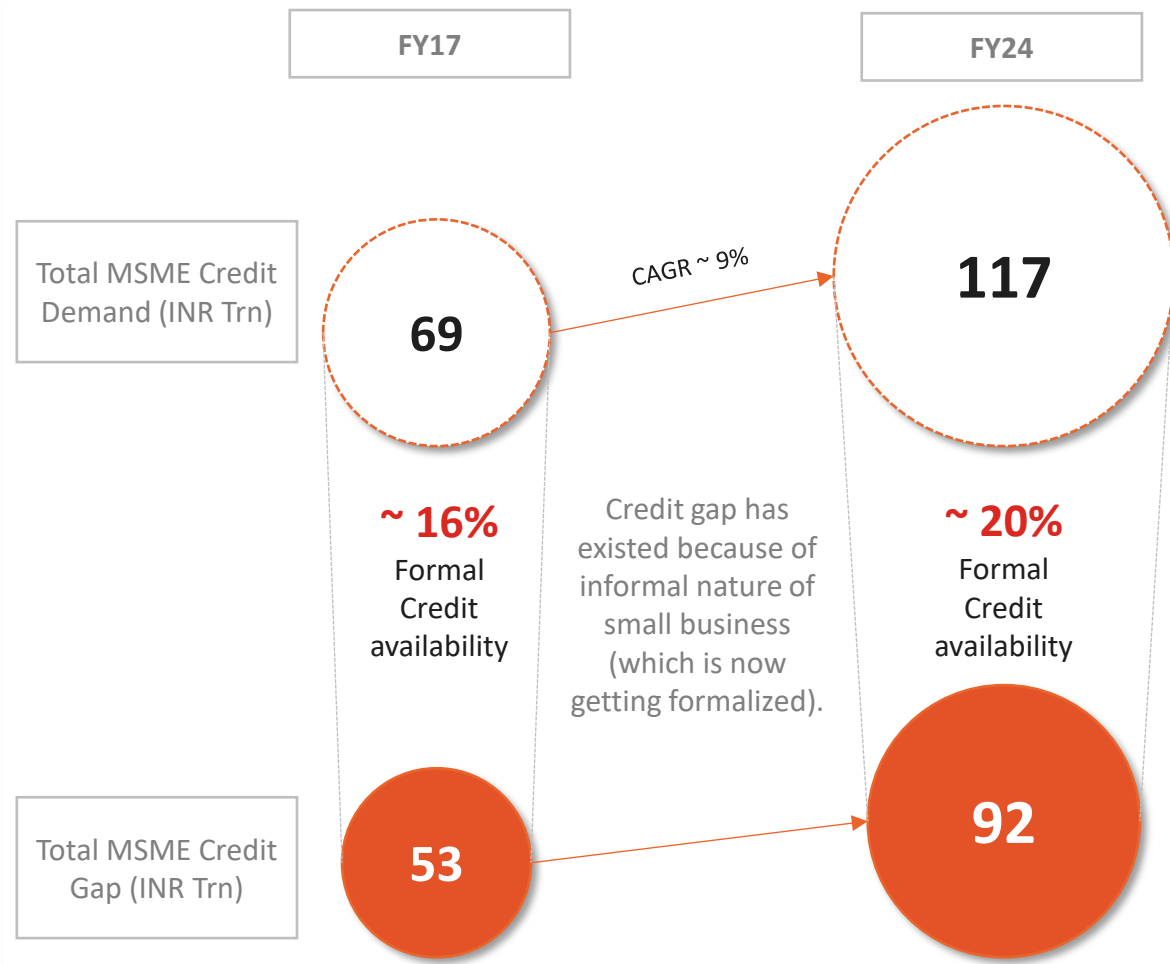 FY17
FY24
Total MSME Credit
Demand (INR Trn)
69
CAGR ~ 9%
117
~ 16%
Formal
Credit
availability
Credit gap has
existed because of
informal nature of
small business
(which is now
getting formalized).
~ 20%
Formal
Credit
availability
Total MSME Credit
Gap (INR Trn)
53
92